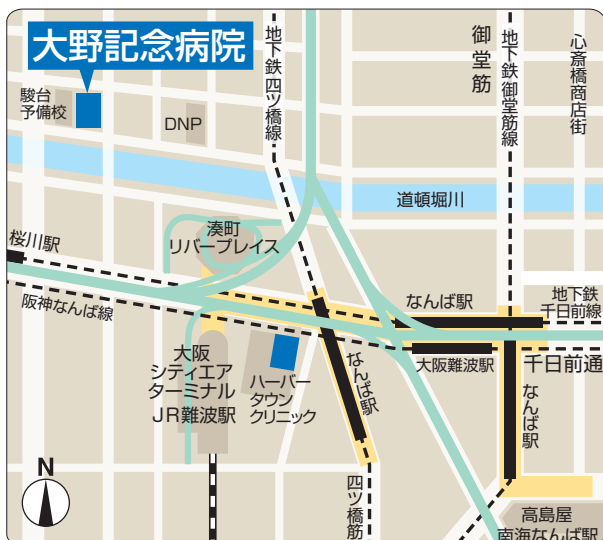 大野記念病院
駿台
予備校
DNP
地下鉄四ツ橋線
御堂筋
地下鉄御堂筋線
心斎橋商店街
道頓堀川
桜川駅
湊町
リバープレイス
阪神なんば線
なんば駅
地下鉄
千日前線
大阪難波駅
千日前通
大阪
シティエア
ターミナル
JR難波駅
ハーバー
タウン
クリニック
なんば駅
なんば駅
四ツ橋筋
N
高島屋
南海なんば駅